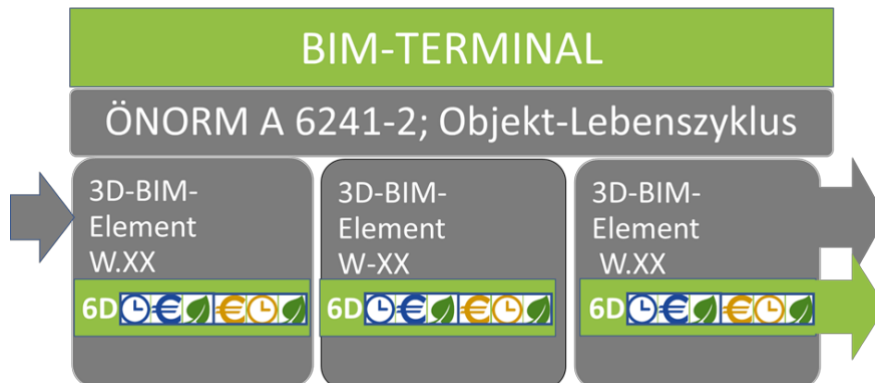 BIM-TERMINAL
ÖNORM A 6241-2; Objekt-Lebenszyklus
3D-BIM-
Element
W.XX
6D €€
3D-BIM-
Element
W-XX
6D €€
3D-BIM-
Element
W.XX
6D €€